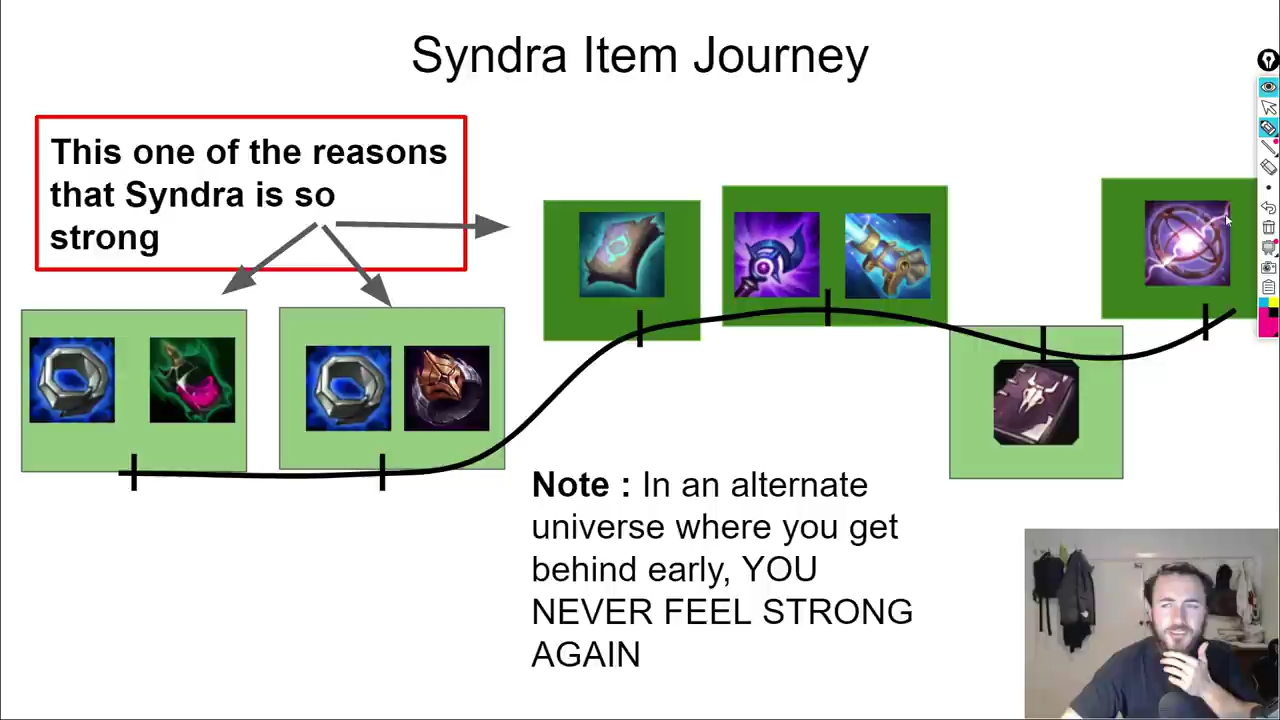 Syndra Item Journey
This one of the reasons
that Syndra is so
strong
Note : In an alternate
universe where you get
behind early, YOU
NEVER FEEL STRONG
AGAIN